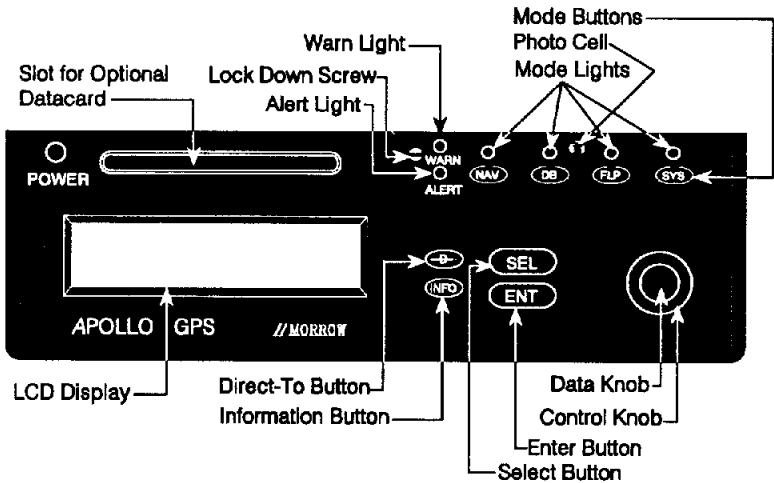 Mode Buttons
Warn Light
Photo Cell
Slot for Optional
Datacard
Lock Down Screw
Mode Lights
Alert Light
POWER
WARN
ALERT
NAV
DB
FLP
SYS
D
SEL
INFO
ENT
APOLLO GPS
//MORROW
LCD Display
Direct-To Button
Data Knob
Information Button
Control Knob
Enter Button
Select Button